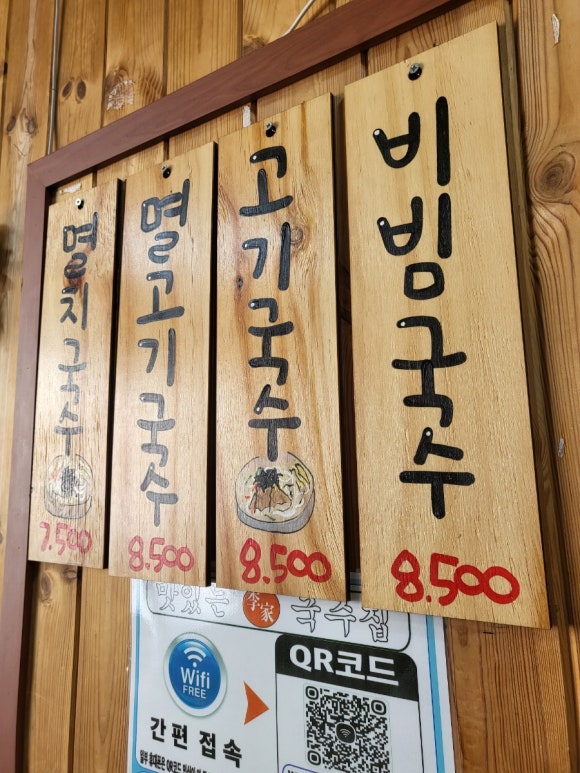 멸치국수
7.500
멸고기국수
8.500
고기국수
8.500
비빔국수
8.500
맛있는 李家 국수집
Wifi
FREE
간편 접속
QR코드